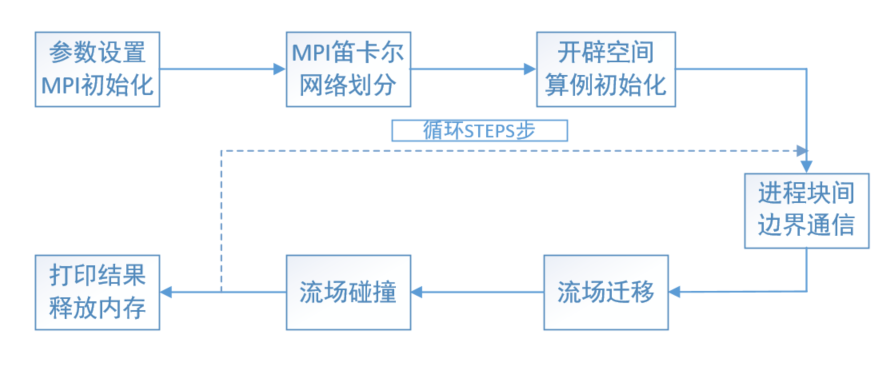 参数设置
MPI初始化
MPI笛卡尔
网络划分
开辟空间
算例初始化
循环STEPS步
进程块间
边界通信
流场迁移
流场碰撞
打印结果
释放内存